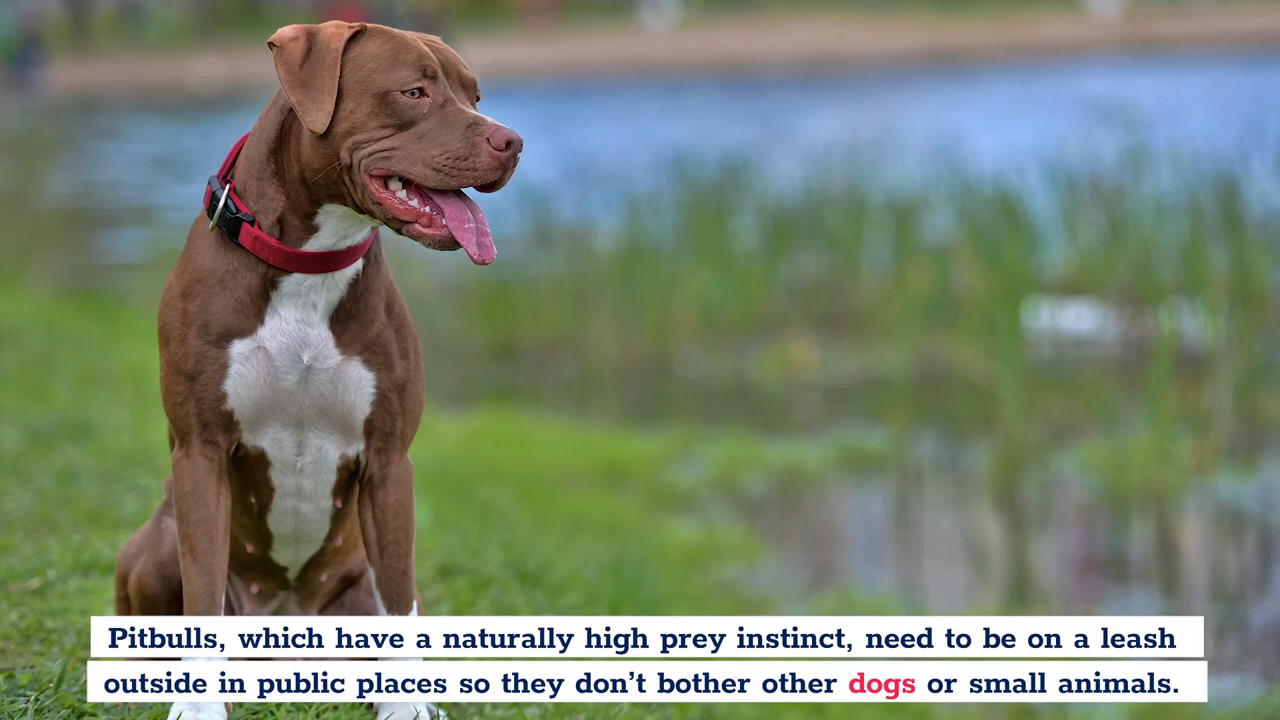 Pitbulls, which have a naturally high prey instinct, need to be on a leash
outside in public places so they don't bother other dogs or small animals.